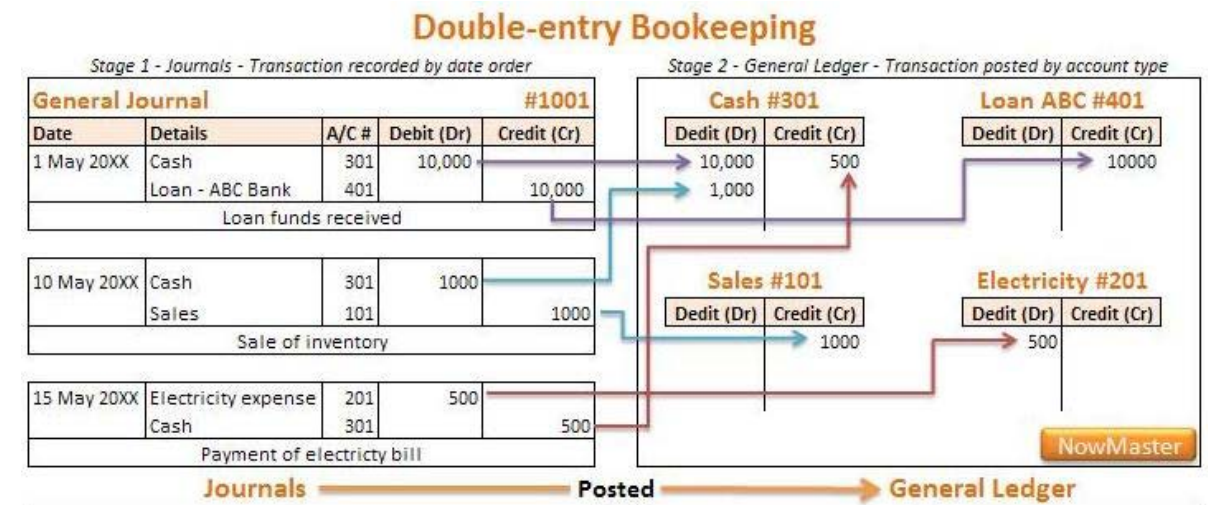 Double-entry Bookeeping
Stage 1 - Journals - Transaction recorded by date order
General Journal #1001
Date Details A/C # Debit (Dr) Credit (Cr)
1 May 20XX Cash 301 10,000
Loan - ABC Bank 401 10,000
Loan funds received
10 May 20XX Cash 301 1000
Sales 101 1000
Sale of inventory
15 May 20XX Electricity expense 201 500
Cash 301 500
Payment of electricty bill
Stage 2 - General Ledger - Transaction posted by account type
Cash #301
Dedit (Dr) Credit (Cr)
10,000 500
1,000
Loan ABC #401
Dedit (Dr) Credit (Cr)
10000
Sales #101
Dedit (Dr) Credit (Cr)
1000
Electricity #201
Dedit (Dr) Credit (Cr)
500
NowMaster
Journals Posted General Ledger